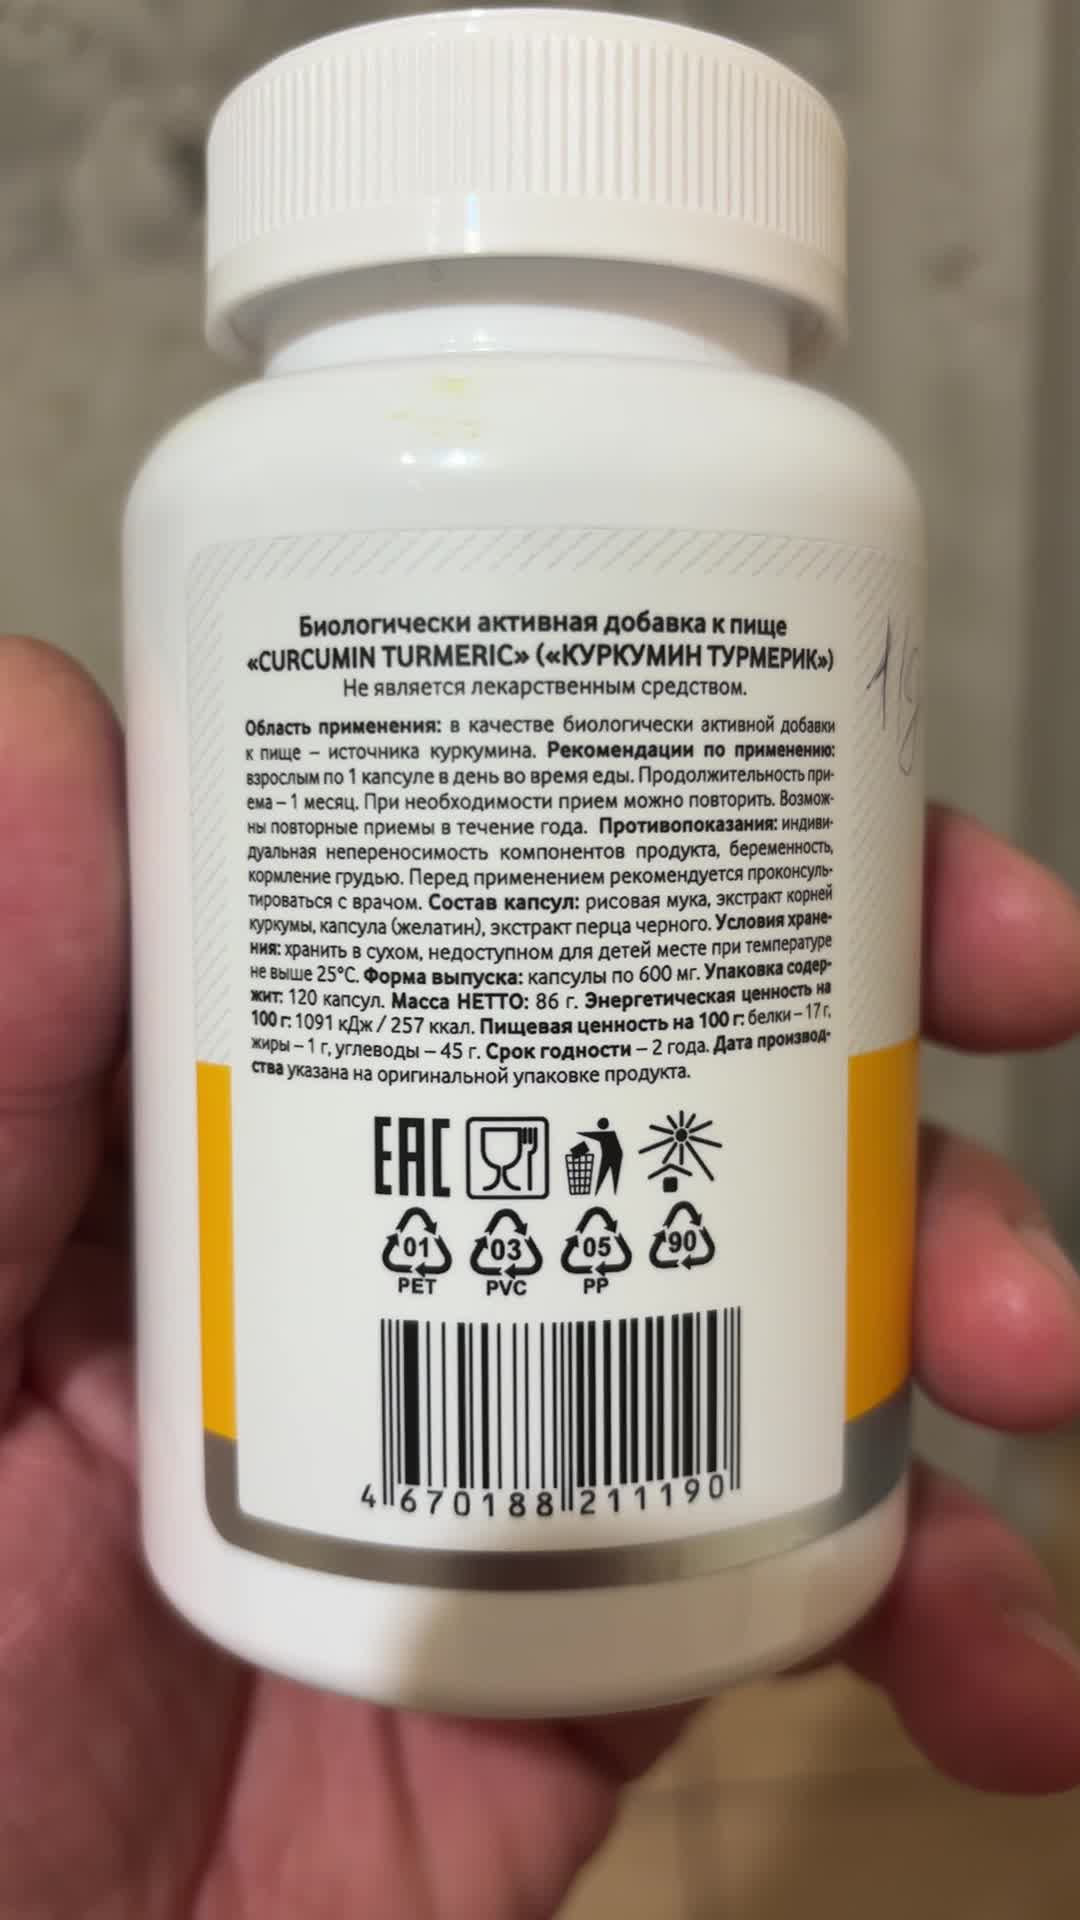 Биологически активная добавка к пище
«CURCUMIN TURMERIC» («КУРКУМИН ТУРМЕРИК»)
Не является лекарственным средством.
Область применения: в качестве биологически активной добавки
к пище – источника куркумина. Рекомендации по применению:
взрослым по 1 капсуле в день во время еды. Продолжительность при-
ема – 1 месяц. При необходимости прием можно повторить. Возмож-
ны повторные приемы в течение года. Противопоказания: индиви-
дуальная непереносимость компонентов продукта, беременность,
кормление грудью. Перед применением рекомендуется проконсуль-
тироваться с врачом. Состав капсул: рисовая мука, экстракт корней
куркумы, капсула (желатин), экстракт перца черного. Условия хране-
ния: хранить в сухом, недоступном для детей месте при температуре
не выше 25°C. Форма выпуска: капсулы по 600 мг. Упаковка содер-
жит: 120 капсул. Масса НЕТТО: 86 г. Энергетическая ценность на
100 г: 1091 кДж / 257 ккал. Пищевая ценность на 100 г: белки – 17 г,
жиры – 1 г, углеводы – 45 г. Срок годности – 2 года. Дата производ-
ства указана на оригинальной упаковке продукта.
EAC
01 03 05 90
PET PVC PP
4 670188 211190